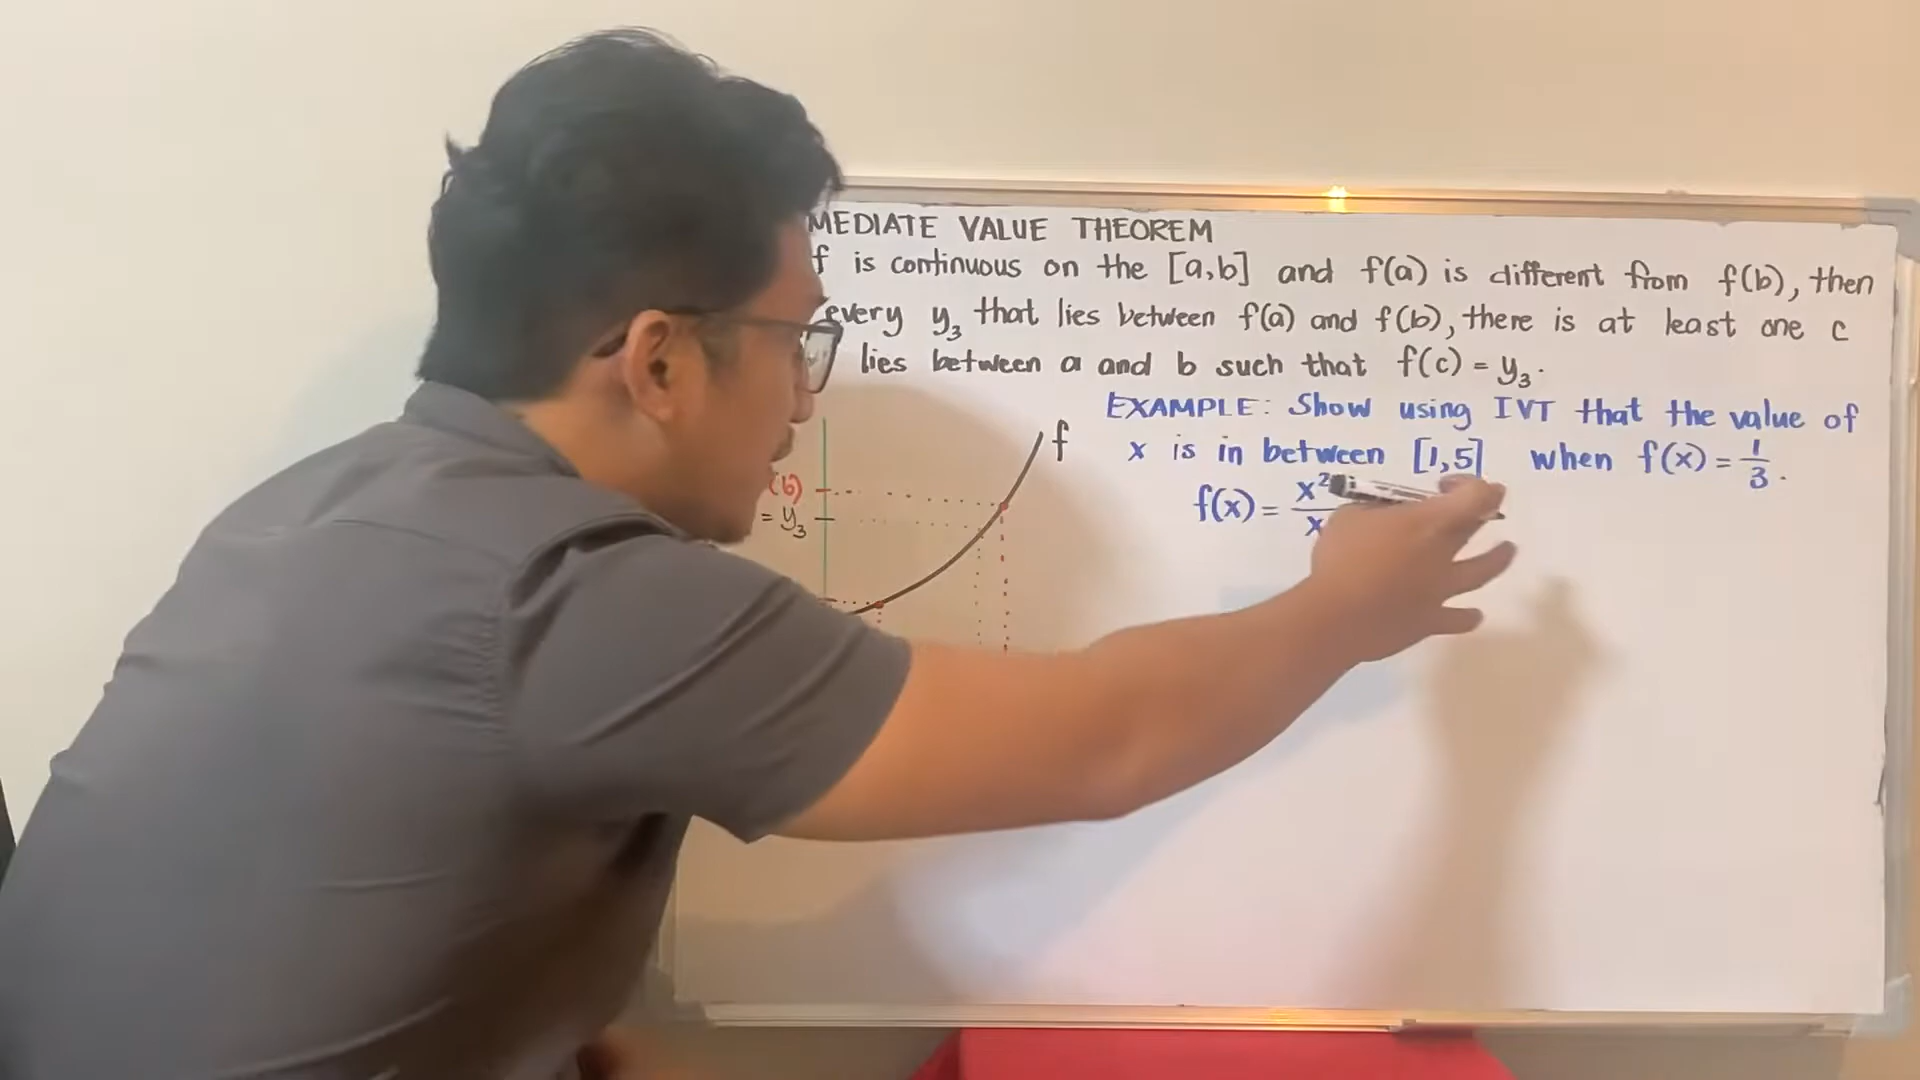 MEDIATE VALUE THEOREM
f is continuous on the [a,b] and f(a) is different from f(b), then
every y₃ that lies between f(a) and f(b), there is at least one c
lies between a and b such that f(c) = y₃.
EXAMPLE: Show using IVT that the value of
x is in between [1,5] when f(x) = 1/3.
f
(b)
= y₃
f(x) = x² / x